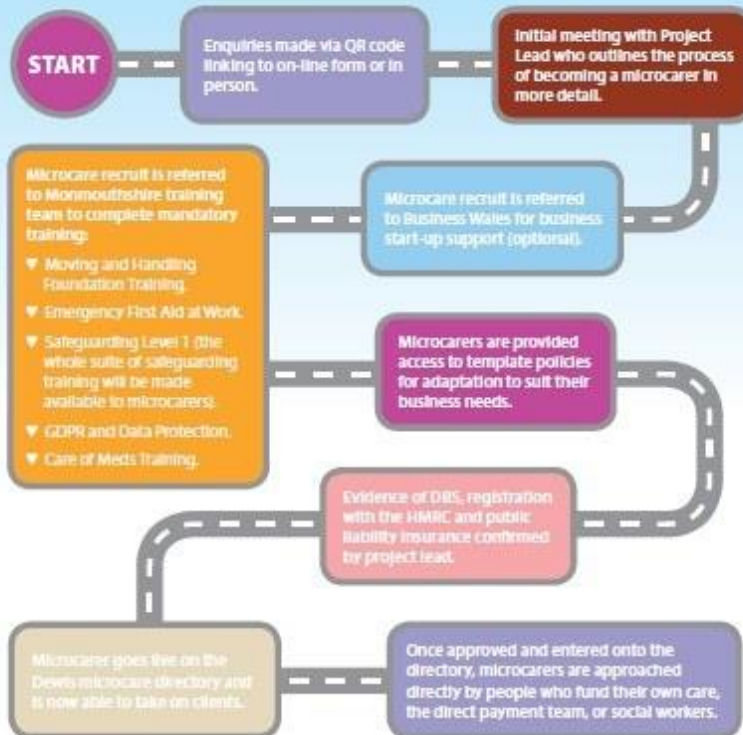 START
Enquiries made via QR code
linking to on-line form or in
person.
Initial meeting with Project
Lead who outlines the process
of becoming a microcarer in
more detail.
Microcare recruit is referred
to Business Wales for business
start-up support (optional).
Microcare recruit is referred
to Monmouthshire training
team to complete mandatory
training:
▼ Moving and Handling
Foundation Training.
▼ Emergency First Aid at Work.
▼ Safeguarding Level 1 (the
whole suite of safeguarding
training will be made
available to microcarers)
▼ GDPR and Data Protection.
▼ Care of Meds Training.
Microcarers are provided
access to template policies
for adaptation to suit their
business needs.
Evidence of DBS, registration
with the HMRC and public
liability insurance confirmed
by project lead.
Microcarer goes live on the
Dewis microcare directory and
is now able to take on clients.
Once approved and entered onto the
directory, microcarers are approached
directly by people who fund their own care,
the direct payment team, or social workers.